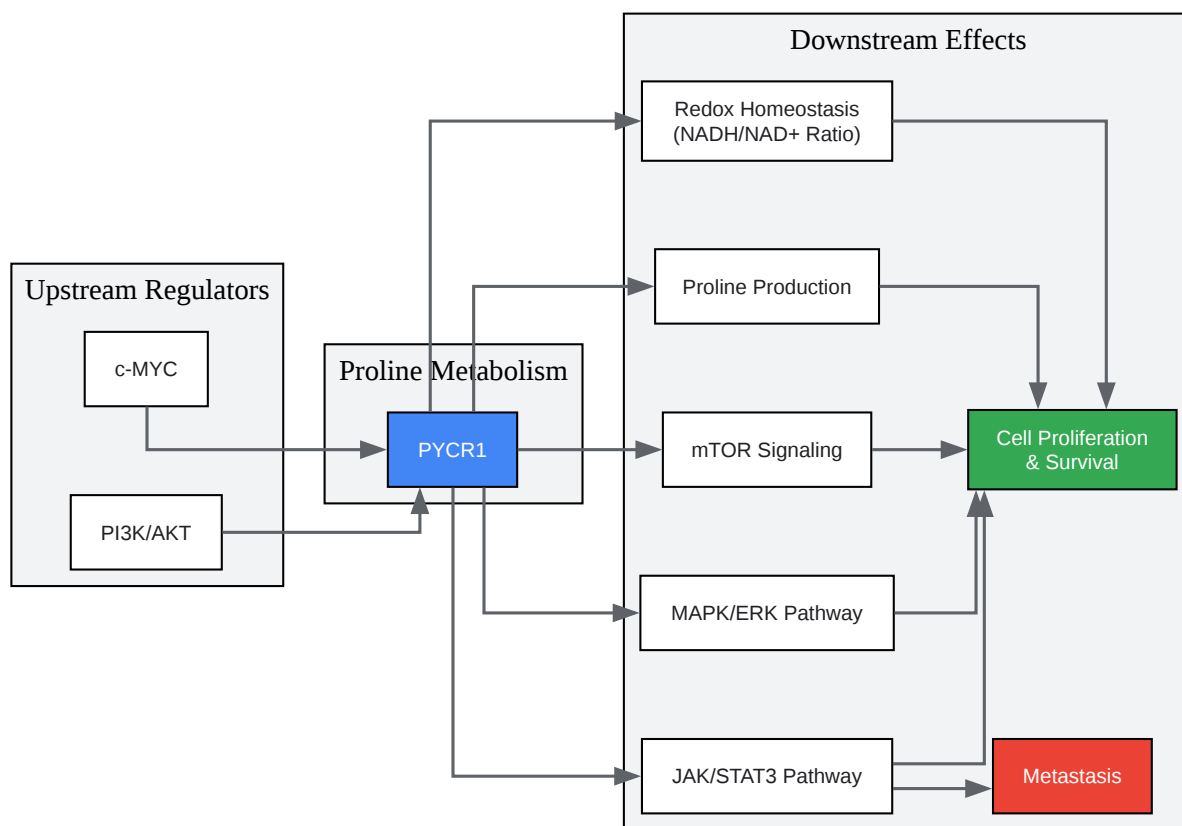 Downstream Effects
Redox Homeostasis
(NADH/NAD+ Ratio)
Proline Production
Upstream Regulators
c-MYC
PI3K/AKT
Proline Metabolism
PYCR1
mTOR Signaling
Cell Proliferation
& Survival
MAPK/ERK Pathway
JAK/STAT3 Pathway
Metastasis